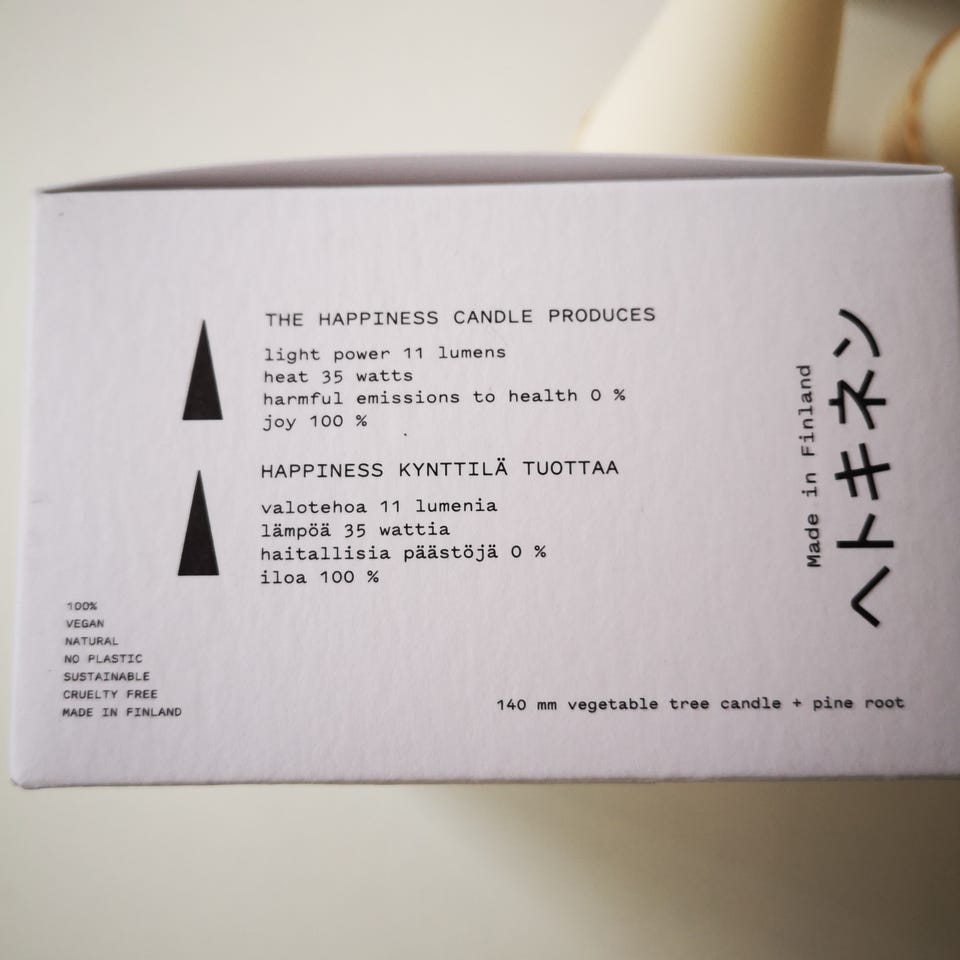 THE HAPPINESS CANDLE PRODUCES
light power 11 lumens
heat 35 watts
harmful emissions to health 0 %
joy 100 %
HAPPINESS KYNTTILÄ TUOTTAA
valotehoa 11 lumenia
lämpöä 35 wattia
haitallisia päästöjä 0 %
iloa 100 %
100%
VEGAN
NATURAL
NO PLASTIC
SUSTAINABLE
CRUELTY FREE
MADE IN FINLAND
Made in Finland
ヘトキネン
140 mm vegetable tree candle + pine root